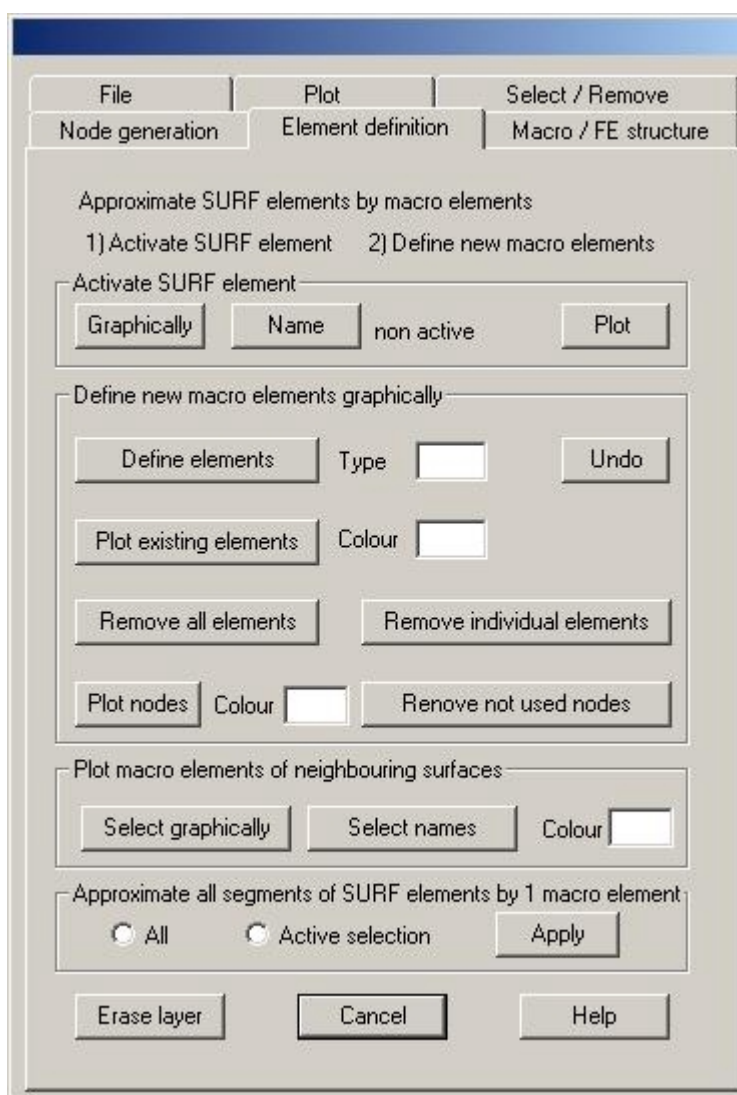 File Plot Select / Remove
Node generation Element definition Macro / FE structure
Approximate SURF elements by macro elements
1) Activate SURF element 2) Define new macro elements
Activate SURF element
Graphically Name non active Plot
Define new macro elements graphically
Define elements Type Undo
Plot existing elements Colour
Remove all elements Remove individual elements
Plot nodes Colour Remove not used nodes
Plot macro elements of neighbouring surfaces
Select graphically Select names Colour
Approximate all segments of SURF elements by 1 macro element
All Active selection Apply
Erase layer Cancel Help